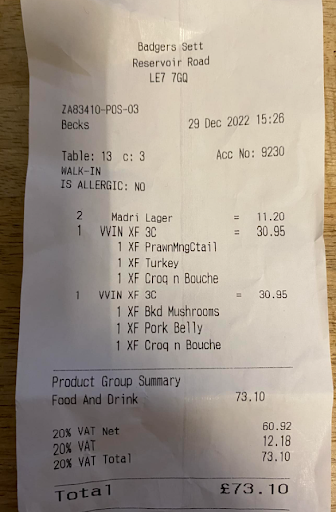 Badgers Sett
Reservoir Road
LE7 7GQ
ZA83410-POS-03
Becks 29 Dec 2022 15:26
Table: 13 c: 3 Acc No: 9230
WALK-IN
IS ALLERGIC: NO
2 Madri Lager = 11.20
1 VVIN XF 3C = 30.95
1 XF PrawnMngCtail
1 XF Turkey
1 XF Croq n Bouche
1 VVIN XF 3C = 30.95
1 XF Bkd Mushrooms
1 XF Pork Belly
1 XF Croq n Bouche
Product Group Summary
Food And Drink 73.10
20% VAT Net 60.92
20% VAT 12.18
20% VAT Total 73.10
Total £73.10